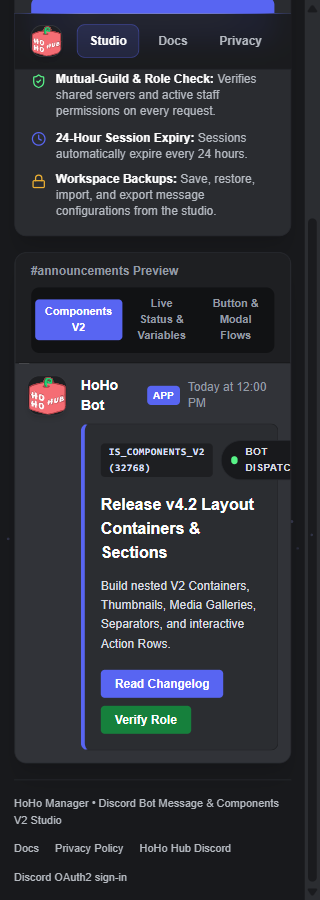 HO HO HUB
Studio
Docs
Privacy
Mutual-Guild & Role Check: Verifies
shared servers and active staff
permissions on every request.
24-Hour Session Expiry: Sessions
automatically expire every 24 hours.
Workspace Backups: Save, restore,
import, and export message
configurations from the studio.
#announcements Preview
Components
V2
Live
Status &
Variables
Button &
Modal
Flows
HO HO HUB
HoHo
Bot
APP
Today at 12:00
PM
IS_COMPONENTS_V2
(32768)
BOT
DISPATC
Release v4.2 Layout
Containers &
Sections
Build nested V2 Containers,
Thumbnails, Media Galleries,
Separators, and interactive
Action Rows.
Read Changelog
Verify Role
HoHo Manager • Discord Bot Message & Components
V2 Studio
Docs
Privacy Policy
HoHo Hub Discord
Discord OAuth2 sign-in